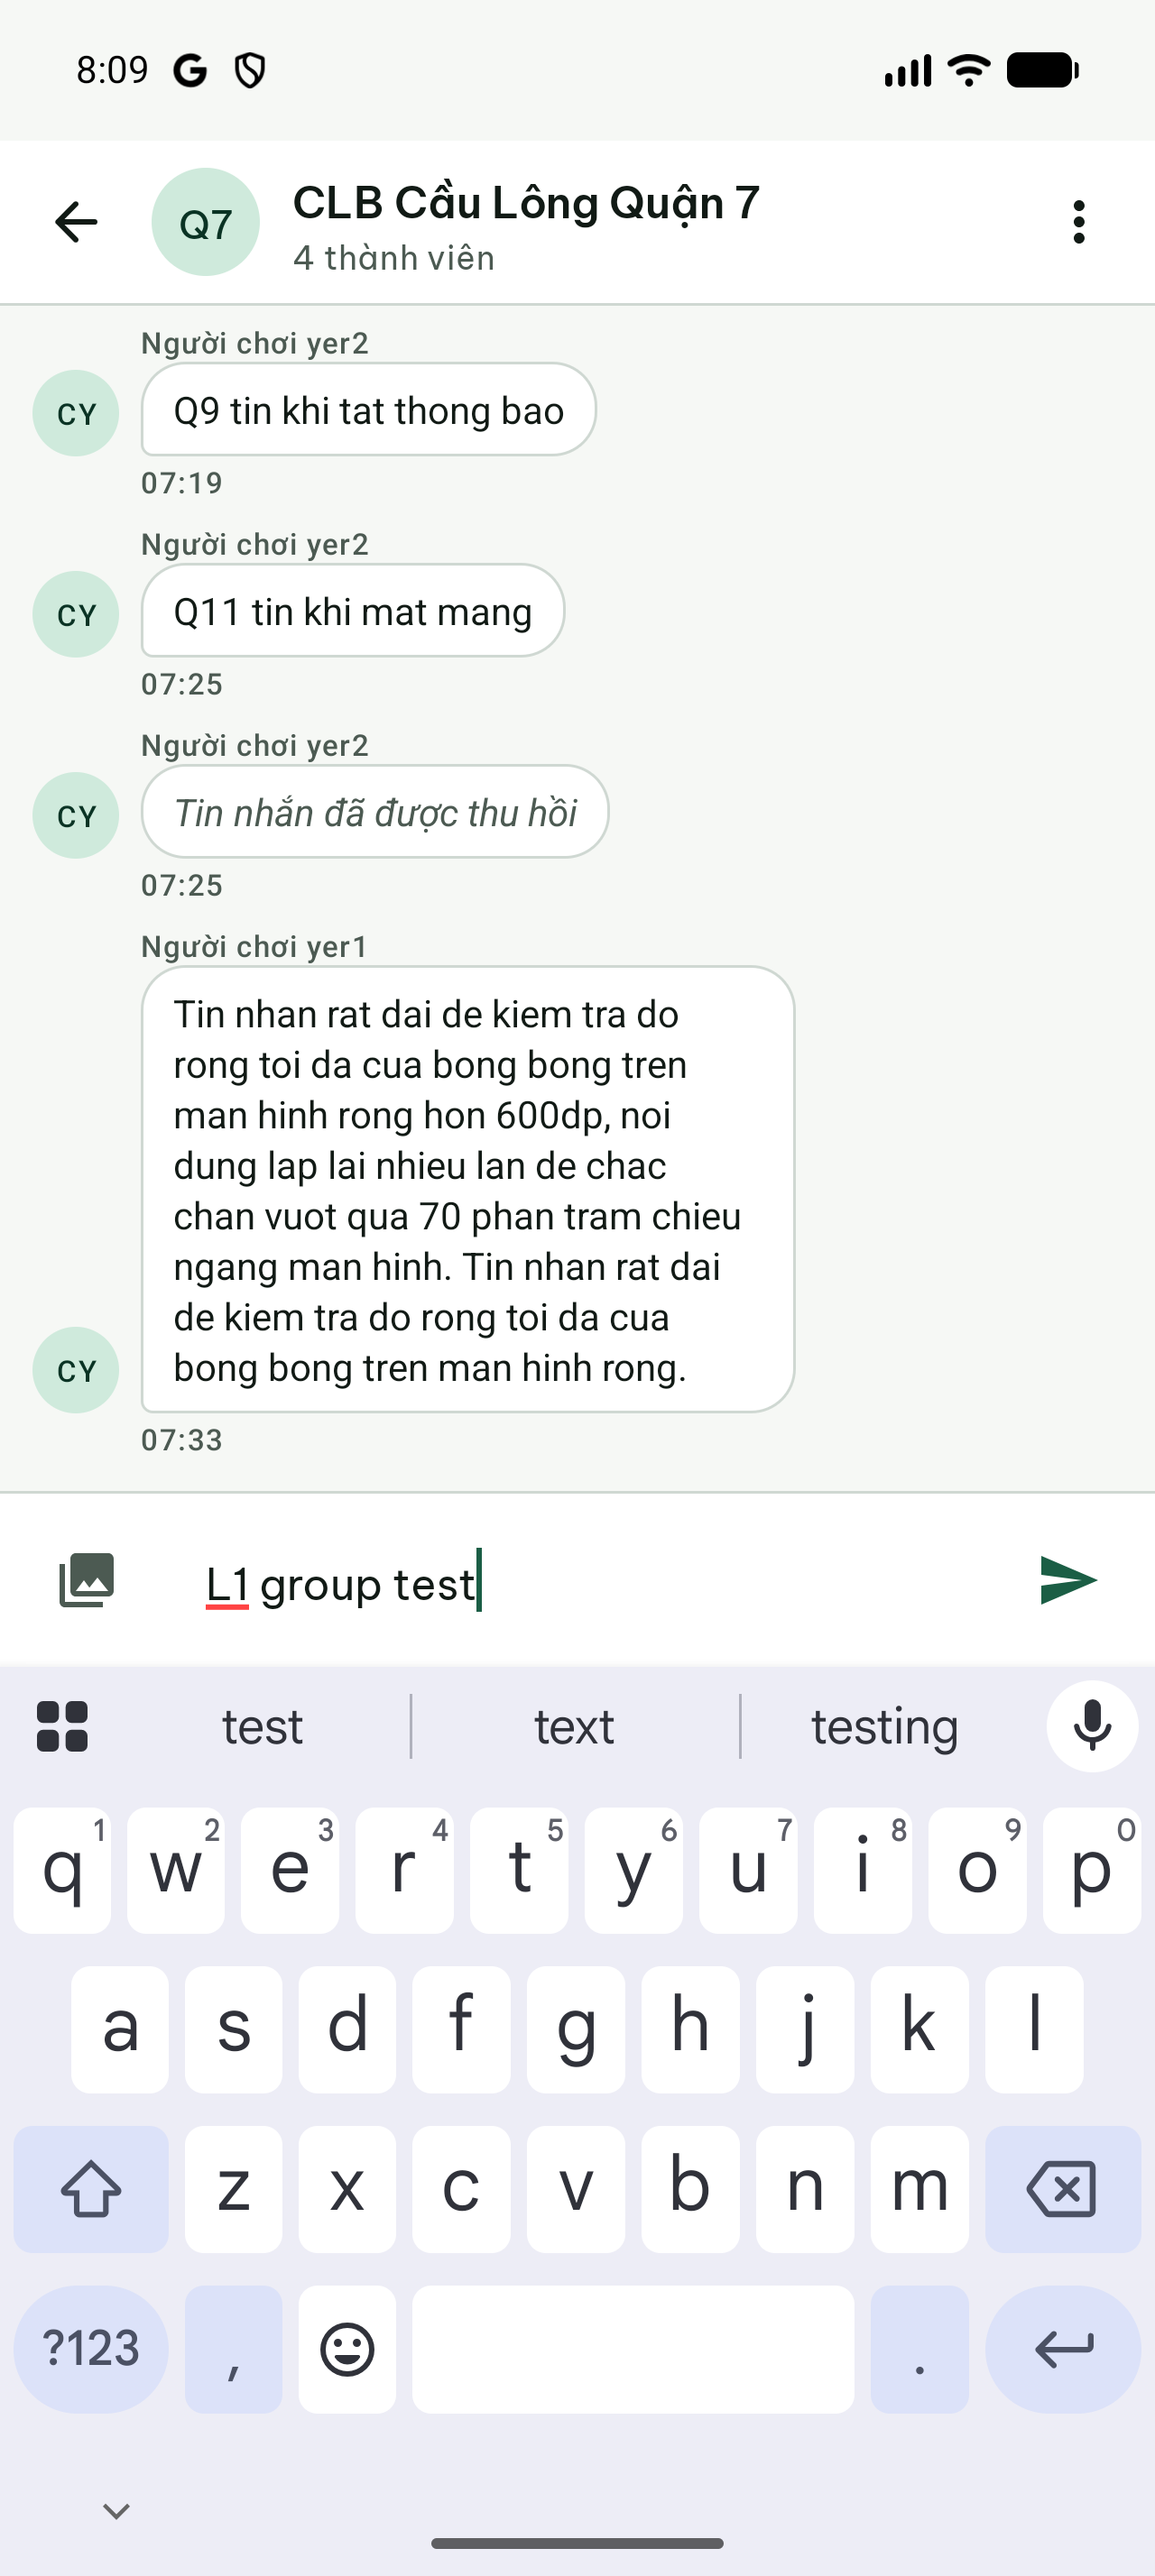 8:09
Q7
CLB Cầu Lông Quận 7
4 thành viên
Người chơi yer2
CY
Q9 tin khi tat thong bao
07:19
Người chơi yer2
CY
Q11 tin khi mat mang
07:25
Người chơi yer2
CY
Tin nhắn đã được thu hồi
07:25
Người chơi yer1
Tin nhan rat dai de kiem tra do
rong toi da cua bong bong tren
man hinh rong hon 600dp, noi
dung lap lai nhieu lan de chac
chan vuot qua 70 phan tram chieu
ngang man hinh. Tin nhan rat dai
de kiem tra do rong toi da cua
bong bong tren man hinh rong.
CY
07:33
L1 group test
test text testing
q1 w2 e3 r4 t5 y6 u7 i8 o9 p0
a s d f g h j k l
z x c v b n m
?123 , .